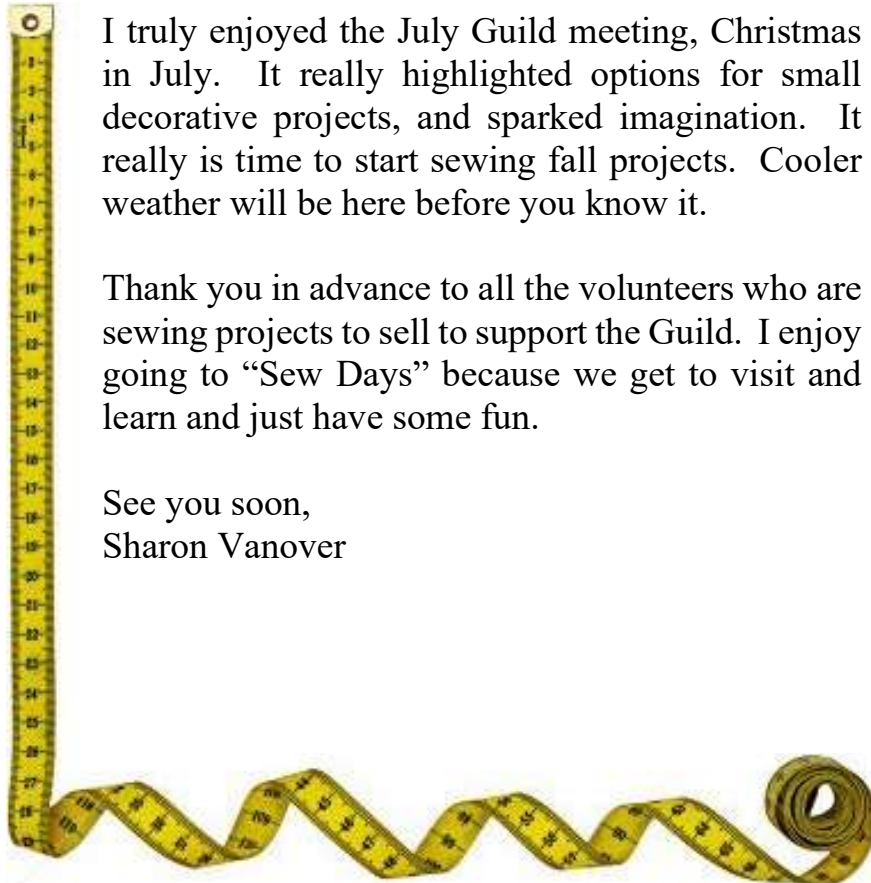 I truly enjoyed the July Guild meeting, Christmas
in July. It really highlighted options for small
decorative projects, and sparked imagination. It
really is time to start sewing fall projects. Cooler
weather will be here before you know it.
Thank you in advance to all the volunteers who are
sewing projects to sell to support the Guild. I enjoy
going to “Sew Days” because we get to visit and
learn and just have some fun.
See you soon,
Sharon Vanover